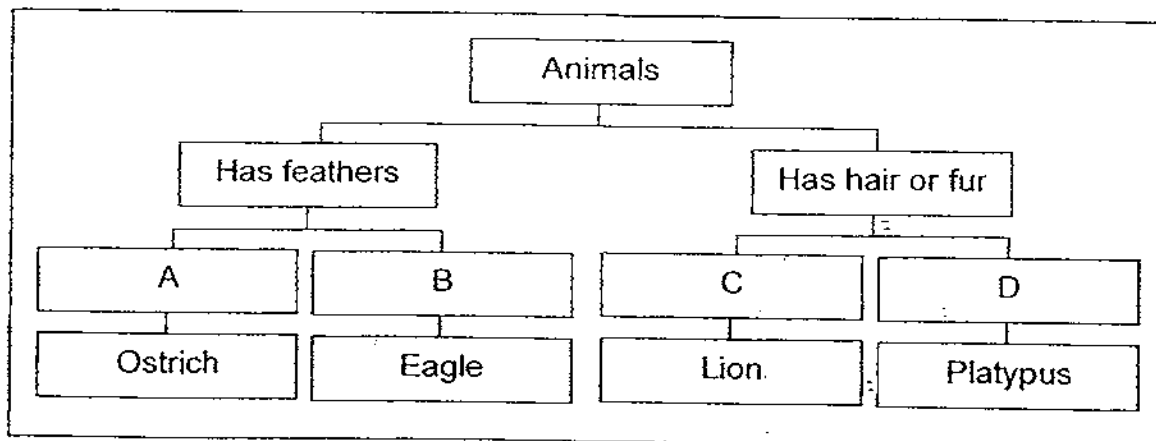 Animals
Has feathers
Has hair or fur
A
B
C
D
Ostrich
Eagle
Lion
Platypus